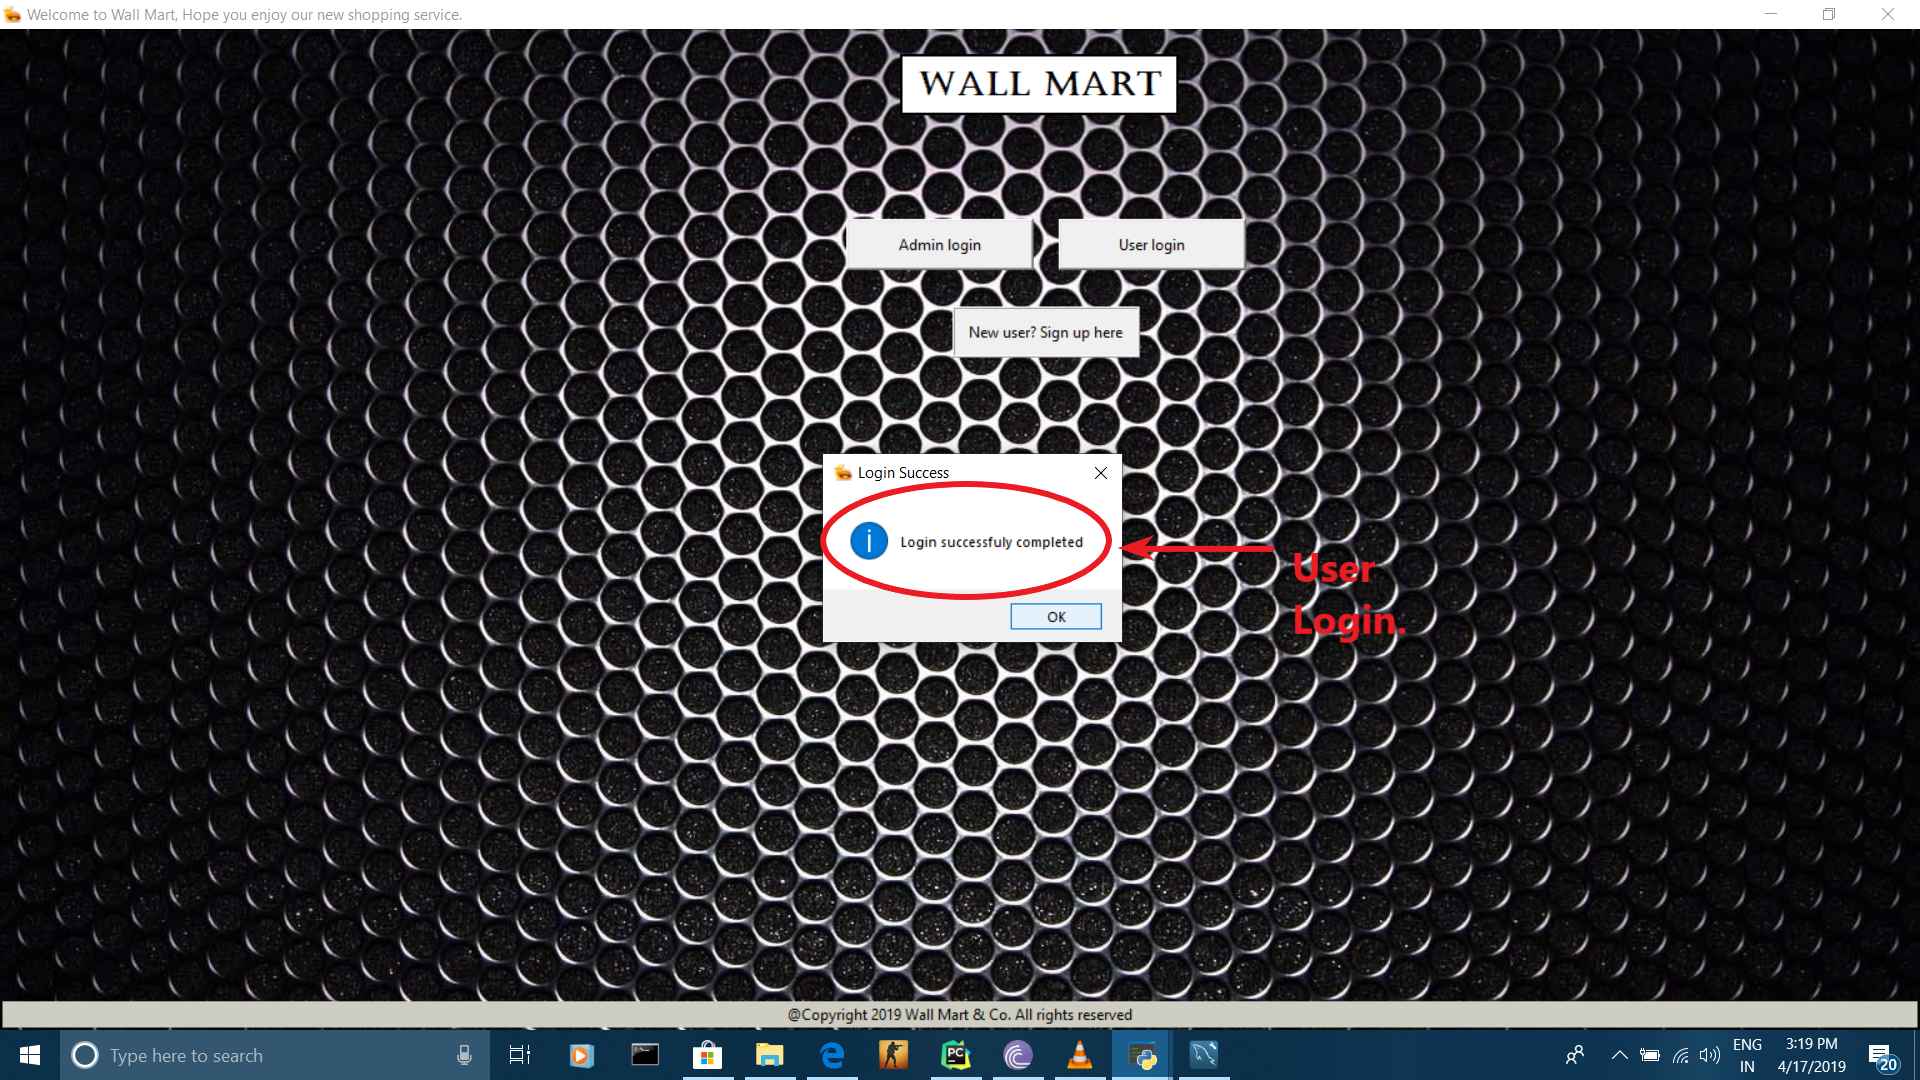 Welcome to Wall Mart, Hope you enjoy our new shopping service.
WALL MART
Admin login
User login
New user? Sign up here
Login Success
Login successfuly completed
OK
User
Login.
@Copyright 2019 Wall Mart & Co. All rights reserved
Type here to search
PC
ENG
IN
3:19 PM
4/17/2019
20